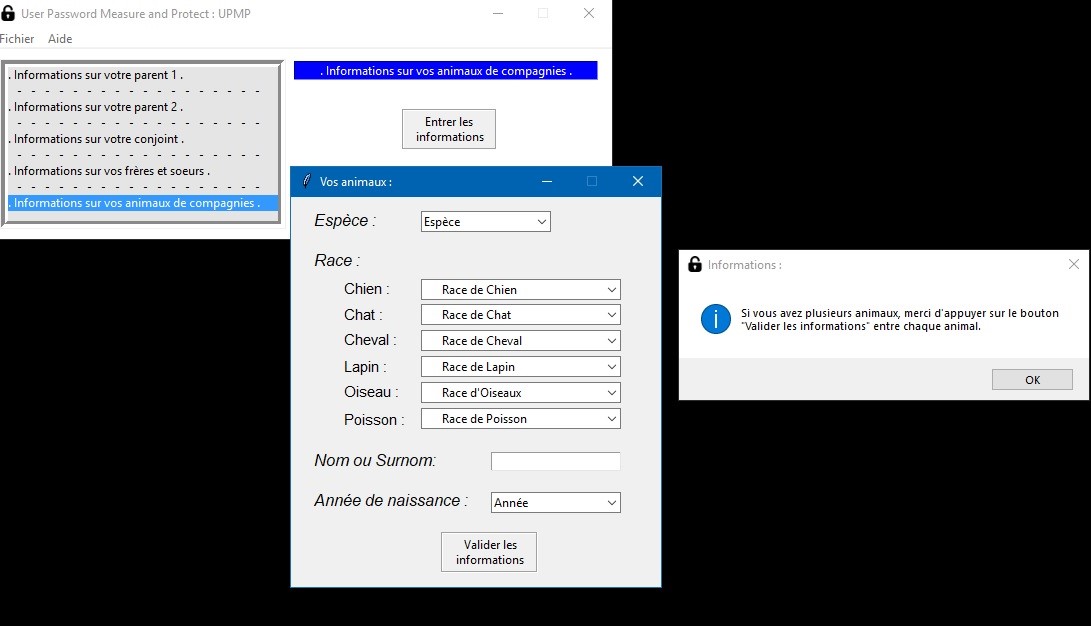 User Password Measure and Protect : UPMP
Fichier Aide
. Informations sur votre parent 1 .
- - - - - - - - - - - - - - - - - -
. Informations sur votre parent 2 .
- - - - - - - - - - - - - - - - - -
. Informations sur votre conjoint .
- - - - - - - - - - - - - - - - - -
. Informations sur vos frères et soeurs .
- - - - - - - - - - - - - - - - - -
. Informations sur vos animaux de compagnies .
. Informations sur vos animaux de compagnies .
Entrer les
informations
Vos animaux :
Espèce : Espèce
Race :
Chien : Race de Chien
Chat : Race de Chat
Cheval : Race de Cheval
Lapin : Race de Lapin
Oiseau : Race d'Oiseaux
Poisson : Race de Poisson
Nom ou Surnom:
Année de naissance : Année
Valider les
informations
Informations :
Si vous avez plusieurs animaux, merci d'appuyer sur le bouton
"Valider les informations" entre chaque animal.
OK